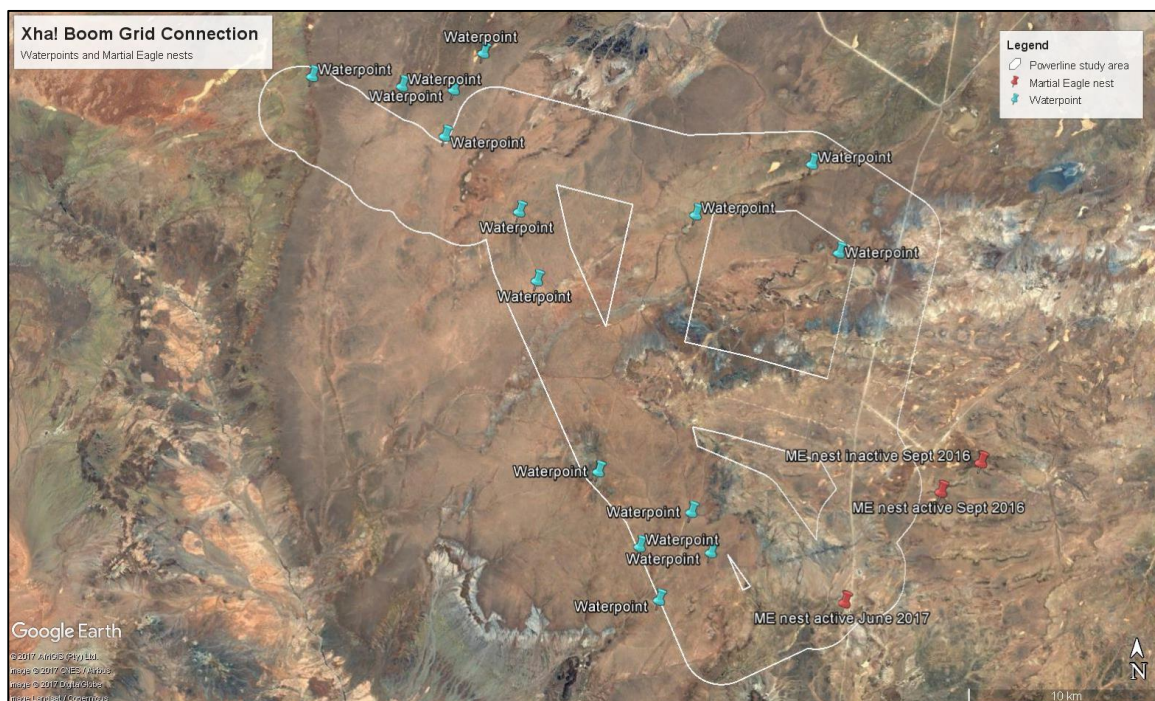 Xha! Boom Grid Connection
Waterpoints and Martial Eagle nests
Legend
Powerline study area
Martial Eagle nest
Waterpoint
Waterpoint
Waterpoint
Waterpoint
Waterpoint
Waterpoint
Waterpoint
Waterpoint
Waterpoint
Waterpoint
Waterpoint
ME nest inactive Sept 2016
Waterpoint
ME nest active Sept 2016
Waterpoint
Waterpoint
Waterpoint
Waterpoint
ME nest active June 2017
Google Earth
© 2017 AfriGIS (Pty) Ltd.
Image © 2017 CNES / Airbus
Image © 2017 DigitalGlobe
Image Landsat / Copernicus
N
10 km